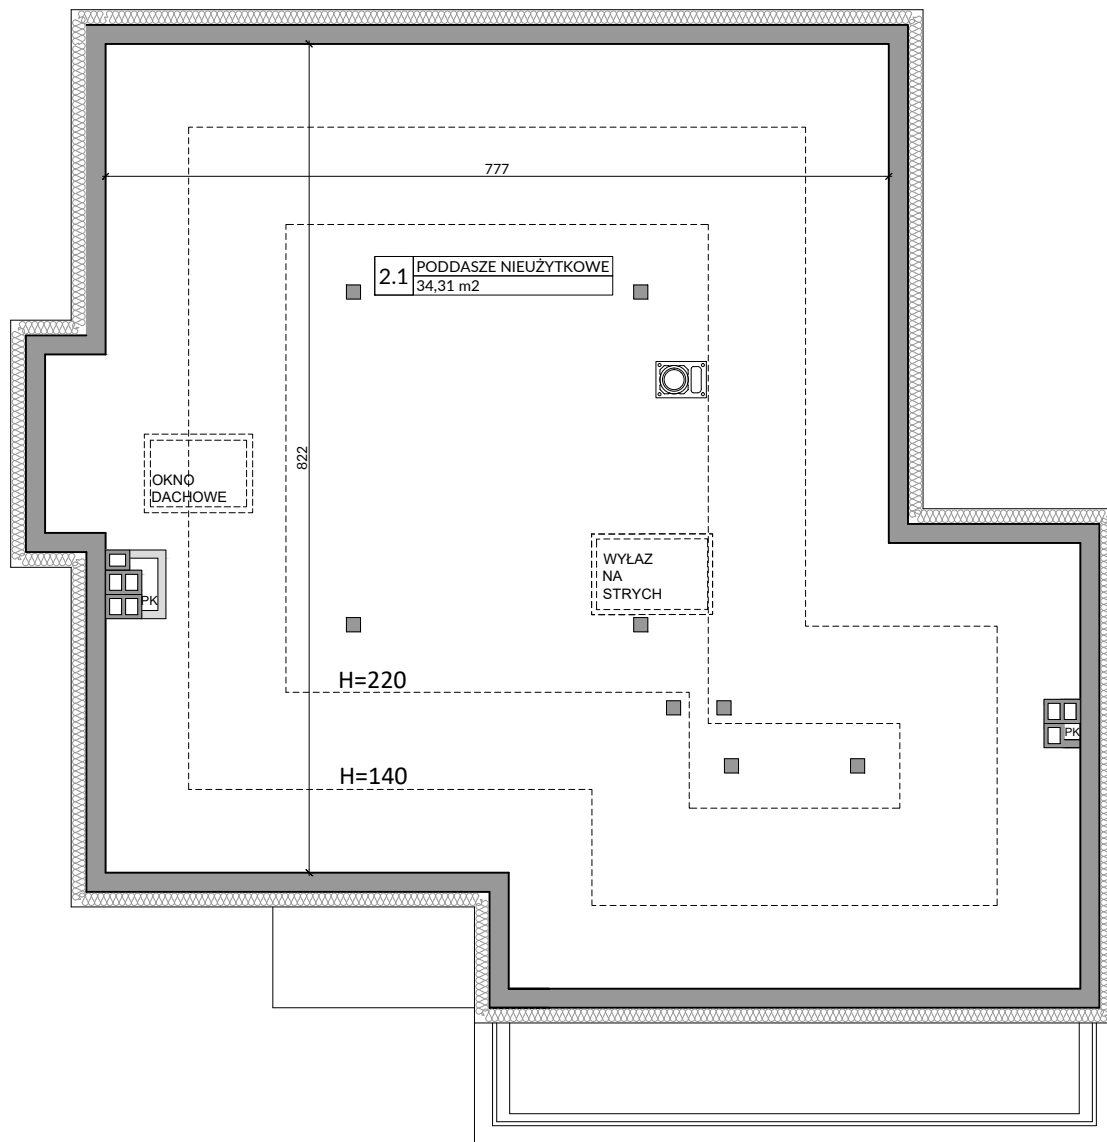 777
2.1 PODDASZE NIEUŻYTKOWE
34,31 m2
822
OKNO
DACHOWE
WYŁAZ
NA
STRYCH
PK
H=220
PK
H=140